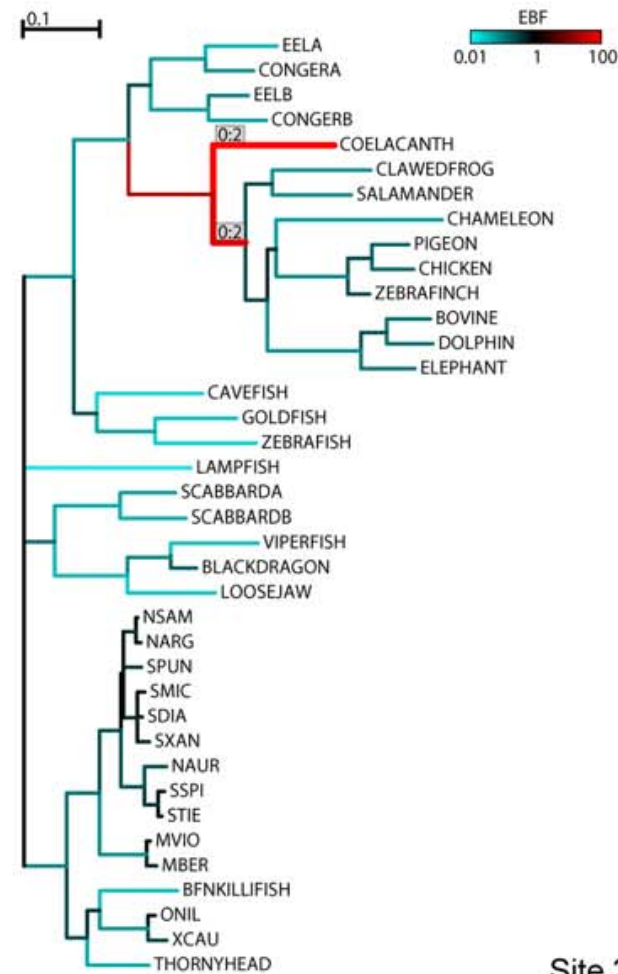 0.1
EBF
0.01 1 100
EELA
CONGERA
EELB
CONGERB
0:2
COELACANTH
CLAWEDFROG
SALAMANDER
CHAMELEON
0:2
PIGEON
CHICKEN
ZEBRAFINCH
BOVINE
DOLPHIN
ELEPHANT
CAVEFISH
GOLDFISH
ZEBRAFISH
LAMPFISH
SCABBARDA
SCABBARDB
VIPERFISH
BLACKDRAGON
LOOSEJAW
NSAM
NARG
SPUN
SMIC
SDIA
SXAN
NAUR
SSPI
STIE
MVIO
MBER
BFNKILLIFISH
ONIL
XCAU
THORNYHEAD
Site